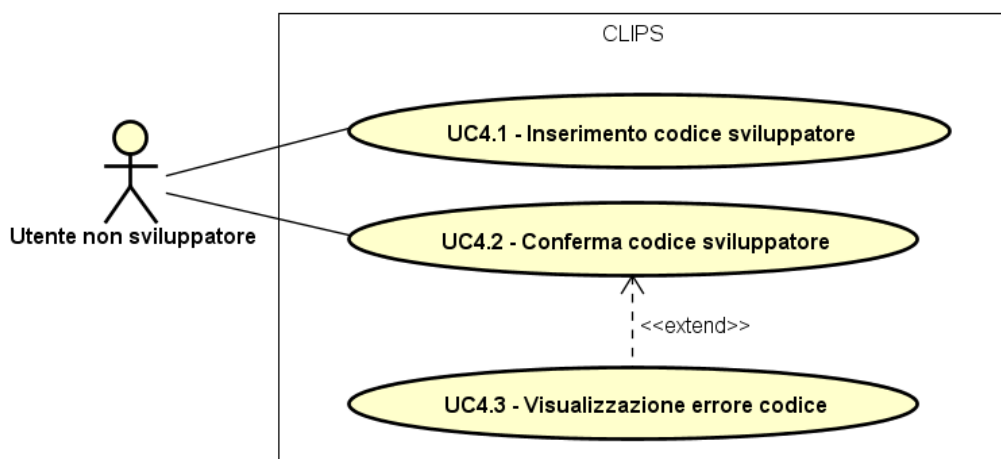 CLIPS
UC4.1 - Inserimento codice sviluppatore
Utente non sviluppatore
UC4.2 - Conferma codice sviluppatore
<<extend>>
UC4.3 - Visualizzazione errore codice